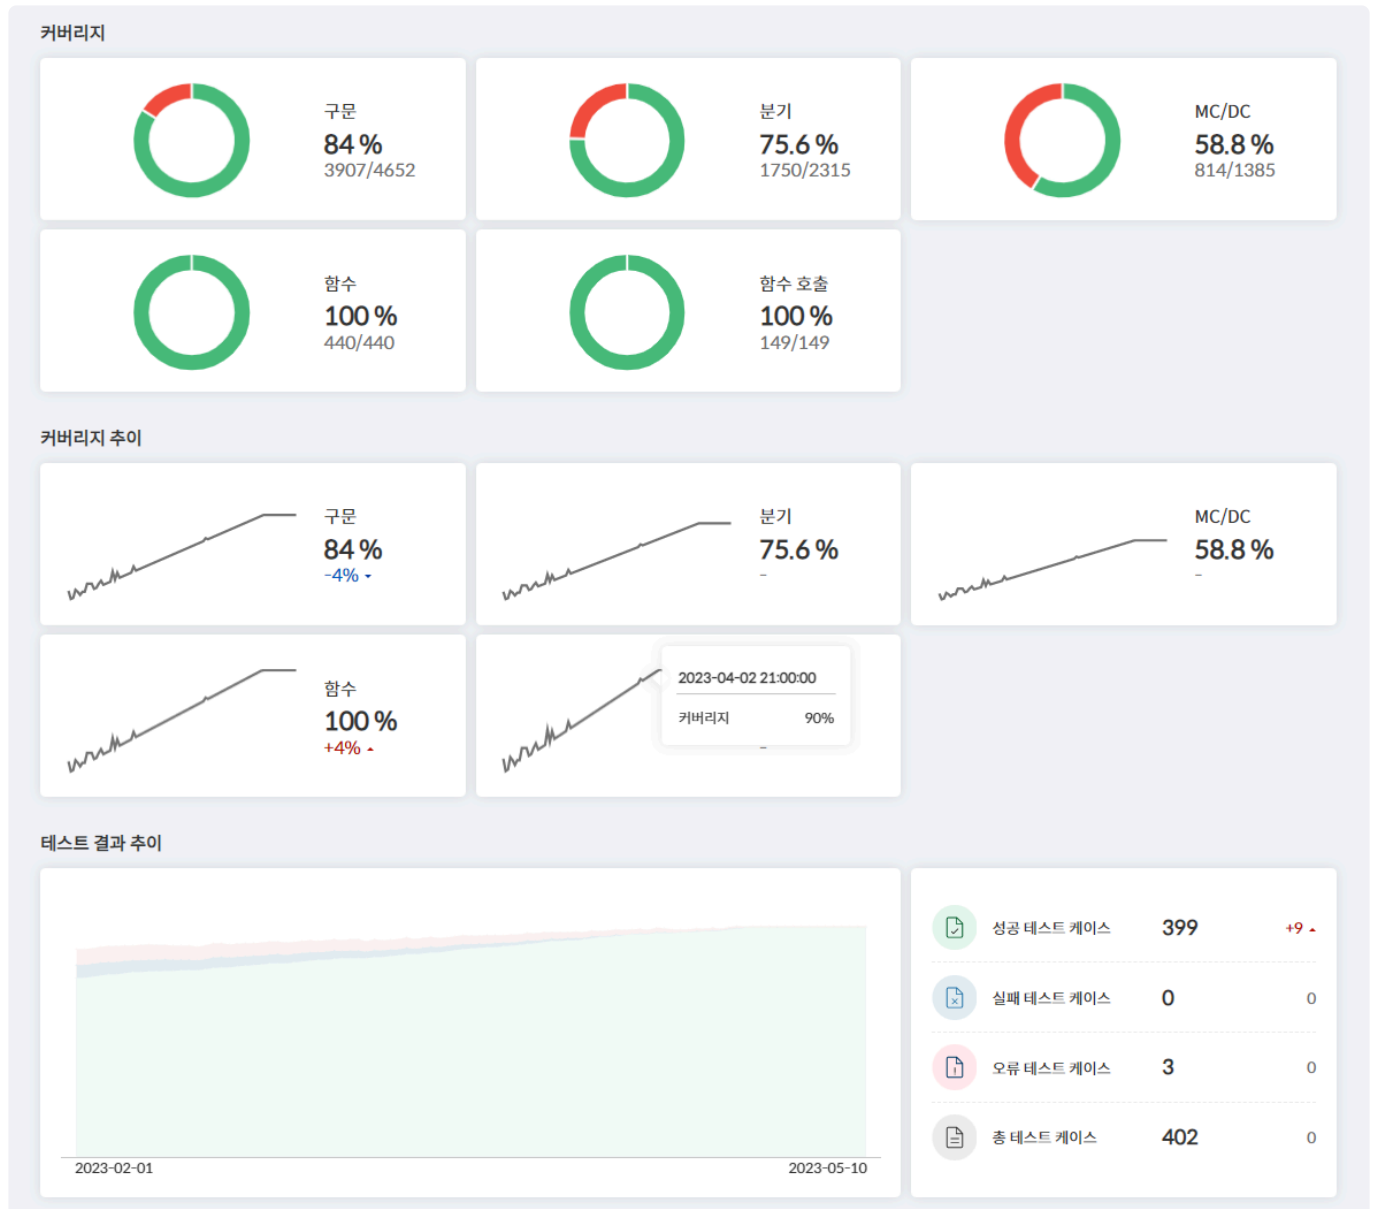 커버리지
구문
84 %
3907/4652
분기
75.6 %
1750/2315
MC/DC
58.8 %
814/1385
함수
100 %
440/440
함수 호출
100 %
149/149
커버리지 추이
구문
84 %
-4%
분기
75.6 %
-
MC/DC
58.8 %
-
함수
100 %
+4%
2023-04-02 21:00:00
커버리지 90%
-
테스트 결과 추이
2023-02-01
2023-05-10
성공 테스트 케이스 399 +9
실패 테스트 케이스 0 0
오류 테스트 케이스 3 0
총 테스트 케이스 402 0